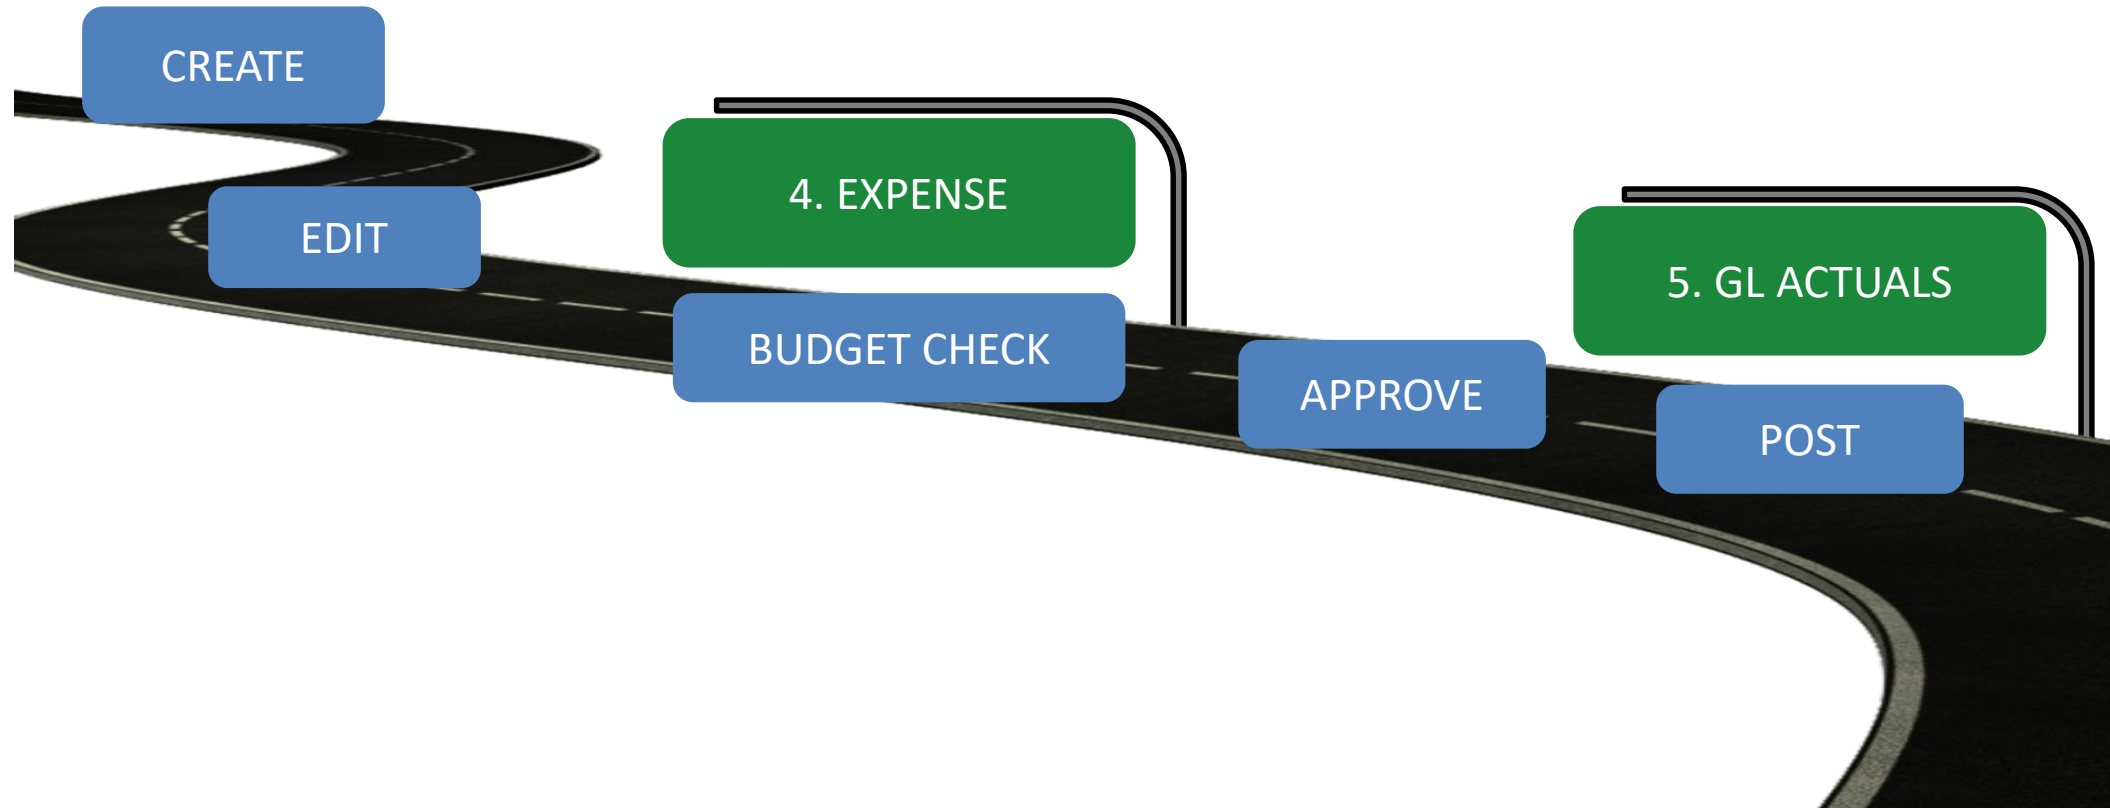 CREATE
EDIT
4. EXPENSE
BUDGET CHECK
APPROVE
5. GL ACTUALS
POST